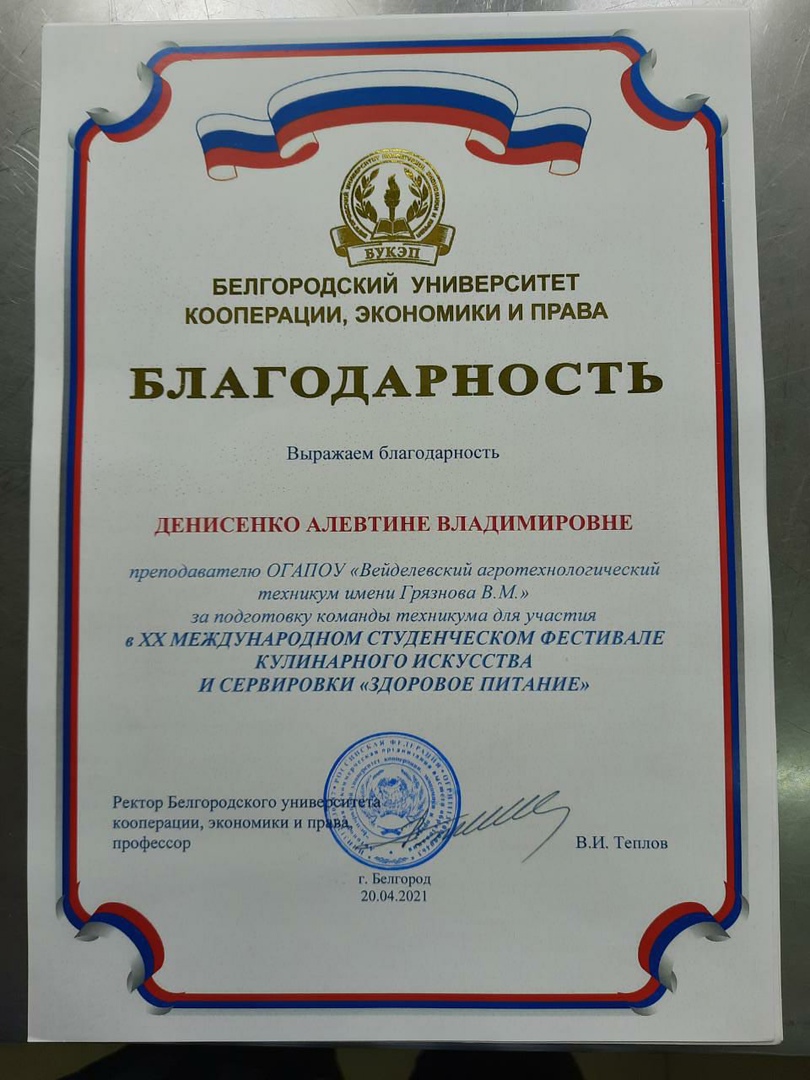 БУКЭП
БЕЛГОРОДСКИЙ УНИВЕРСИТЕТ
КООПЕРАЦИИ, ЭКОНОМИКИ И ПРАВА
БЛАГОДАРНОСТЬ
Выражаем благодарность
ДЕНИСЕНКО АЛЕВТИНЕ ВЛАДИМИРОВНЕ
преподавателю ОГАПОУ «Вейделевский агротехнологический
техникум имени Грязнова В.М.»
за подготовку команды техникума для участия
в XX МЕЖДУНАРОДНОМ СТУДЕНЧЕСКОМ ФЕСТИВАЛЕ
КУЛИНАРНОГО ИСКУССТВА
И СЕРВИРОВКИ «ЗДОРОВОЕ ПИТАНИЕ»
Ректор Белгородского университета
кооперации, экономики и права,
профессор
В.И. Теплов
г. Белгород
20.04.2021